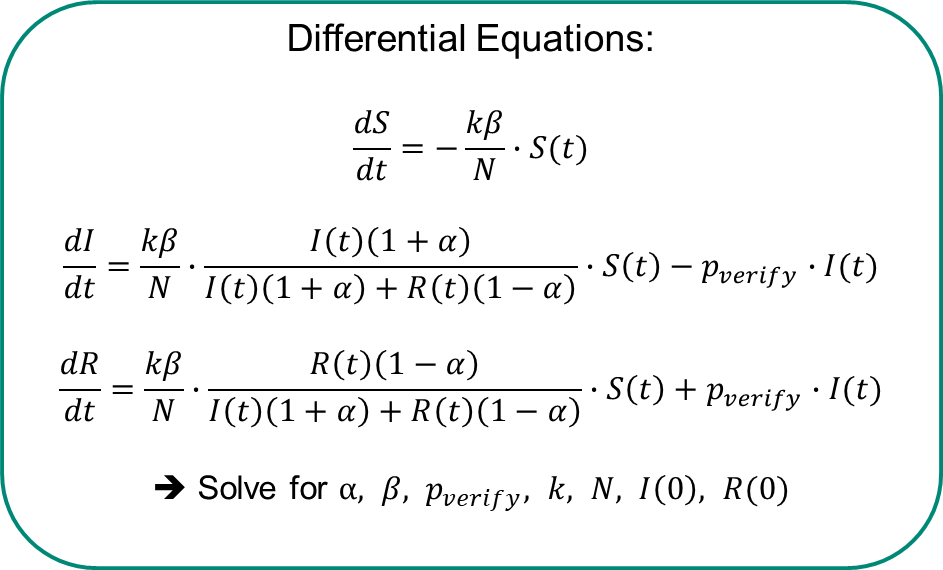 Differential Equations:
dS/dt = − kβ/N · S(t)
dI/dt = kβ/N · I(t)(1 + α)/(I(t)(1 + α) + R(t)(1 − α)) · S(t) − p_verify · I(t)
dR/dt = kβ/N · R(t)(1 − α)/(I(t)(1 + α) + R(t)(1 − α)) · S(t) + p_verify · I(t)
➔ Solve for α, β, p_verify, k, N, I(0), R(0)